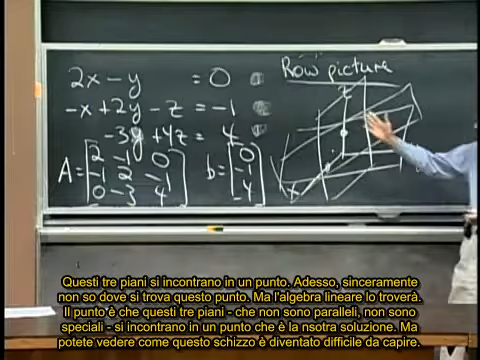 2x - y = 0
Row picture
-x + 2y - z = -1
-3y + 4z = 4
A = [2 -1 0
-1 2 -1
0 -3 4]
b = [0
-1
-4]
z
x
Questi tre piani si incontrano in un punto. Adesso, sinceramente
non so dove si trova questo punto. Ma l'algebra lineare lo troverà.
Il punto è che questi tre piani - che non sono paralleli, non sono
speciali - si incontrano in un punto che è la nsotra soluzione. Ma
potete vedere come questo schizzo è diventato difficile da capire.